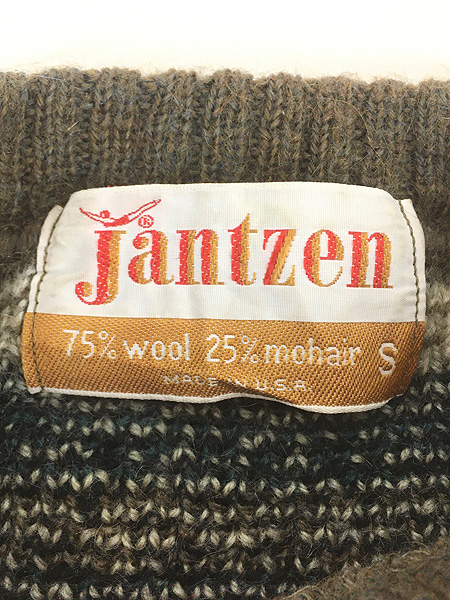 Jantzen
®
75% wool 25% mohair S
MADE IN U.S.A.